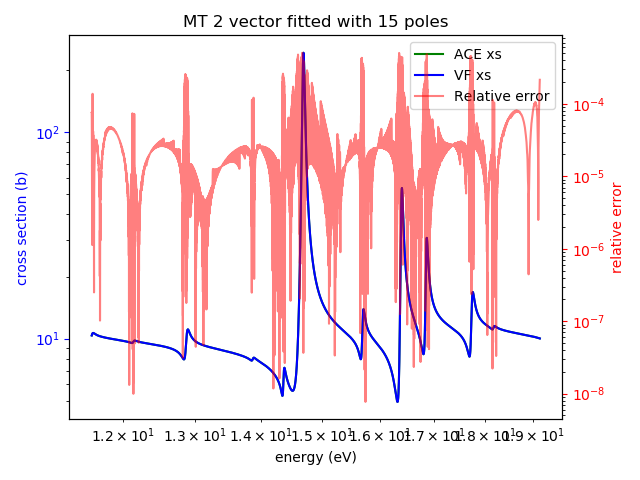 MT 2 vector fitted with 15 poles
ACE xs
VF xs
Relative error
cross section (b)
10²
10¹
relative error
10⁻⁴
10⁻⁵
10⁻⁶
10⁻⁷
10⁻⁸
1.2 × 10¹
1.3 × 10¹
1.4 × 10¹
1.5 × 10¹
1.6 × 10¹
1.7 × 10¹
1.8 × 10¹
1.9 × 10¹
energy (eV)